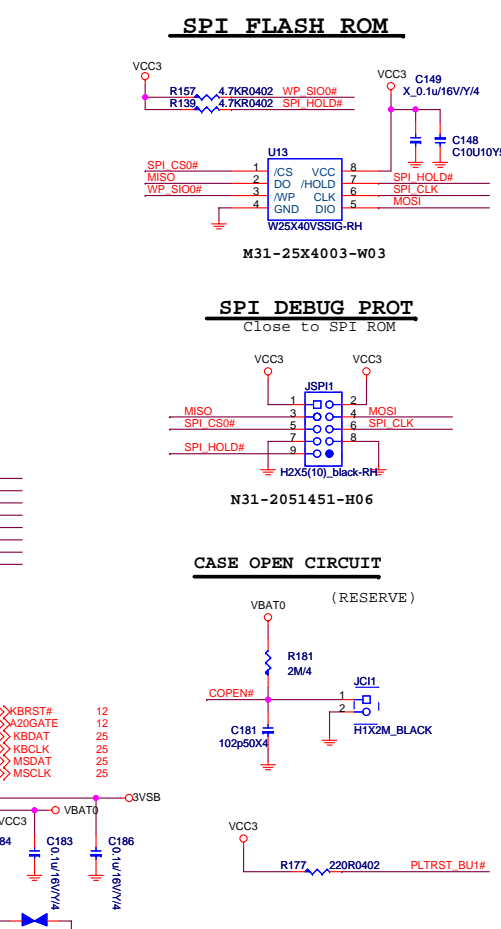 SPI FLASH ROM
VCC3
R157 4.7KR0402 WP_SIO0#
R139 4.7KR0402 SPI_HOLD#
VCC3 C149
X_0.1u/16V/Y/4
C148
C10U10Y5
U13
SPI_CS0# 1 /CS VCC 8
MISO 2 DO /HOLD 7 SPI_HOLD#
WP_SIO0# 3 /WP CLK 6 SPI_CLK
4 GND DIO 5 MOSI
W25X40VSSIG-RH
M31-25X4003-W03
SPI DEBUG PROT
Close to SPI ROM
VCC3 VCC3
JSPI1
1 2
MISO 3 4 MOSI
SPI_CS0# 5 6 SPI_CLK
7 8
SPI_HOLD# 9
H2X5(10)_black-RH
N31-2051451-H06
CASE OPEN CIRCUIT
(RESERVE)
VBAT0
R181
2M/4
COPEN#
JCI1
1
2
H1X2M_BLACK
C181
102p50X4
KBRST# 12
A20GATE 12
KBDAT 25
KBCLK 25
MSDAT 25
MSCLK 25
3VSB
VBAT0
VCC3
84 C183 C186
0.1u/16V/Y/4 0.1u/16V/Y/4
VCC3
R177 220R0402 PLTRST_BU1#